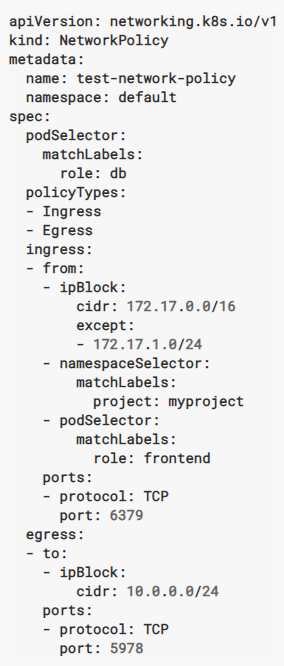 apiVersion: networking.k8s.io/v1
kind: NetworkPolicy
metadata:
  name: test-network-policy
  namespace: default
spec:
  podSelector:
    matchLabels:
      role: db
  policyTypes:
  - Ingress
  - Egress
  ingress:
  - from:
    - ipBlock:
        cidr: 172.17.0.0/16
        except:
        - 172.17.1.0/24
    - namespaceSelector:
        matchLabels:
          project: myproject
    - podSelector:
        matchLabels:
          role: frontend
    ports:
    - protocol: TCP
      port: 6379
  egress:
  - to:
    - ipBlock:
        cidr: 10.0.0.0/24
    ports:
    - protocol: TCP
      port: 5978